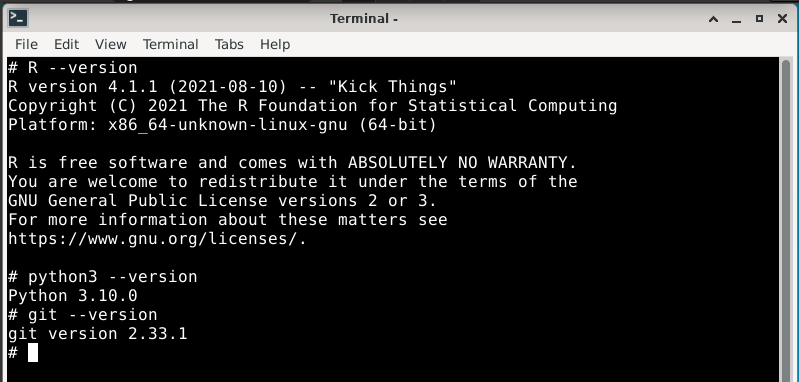 Terminal -
File Edit View Terminal Tabs Help
# R --version
R version 4.1.1 (2021-08-10) -- "Kick Things"
Copyright (C) 2021 The R Foundation for Statistical Computing
Platform: x86_64-unknown-linux-gnu (64-bit)

R is free software and comes with ABSOLUTELY NO WARRANTY.
You are welcome to redistribute it under the terms of the
GNU General Public License versions 2 or 3.
For more information about these matters see
https://www.gnu.org/licenses/.

# python3 --version
Python 3.10.0
# git --version
git version 2.33.1
#